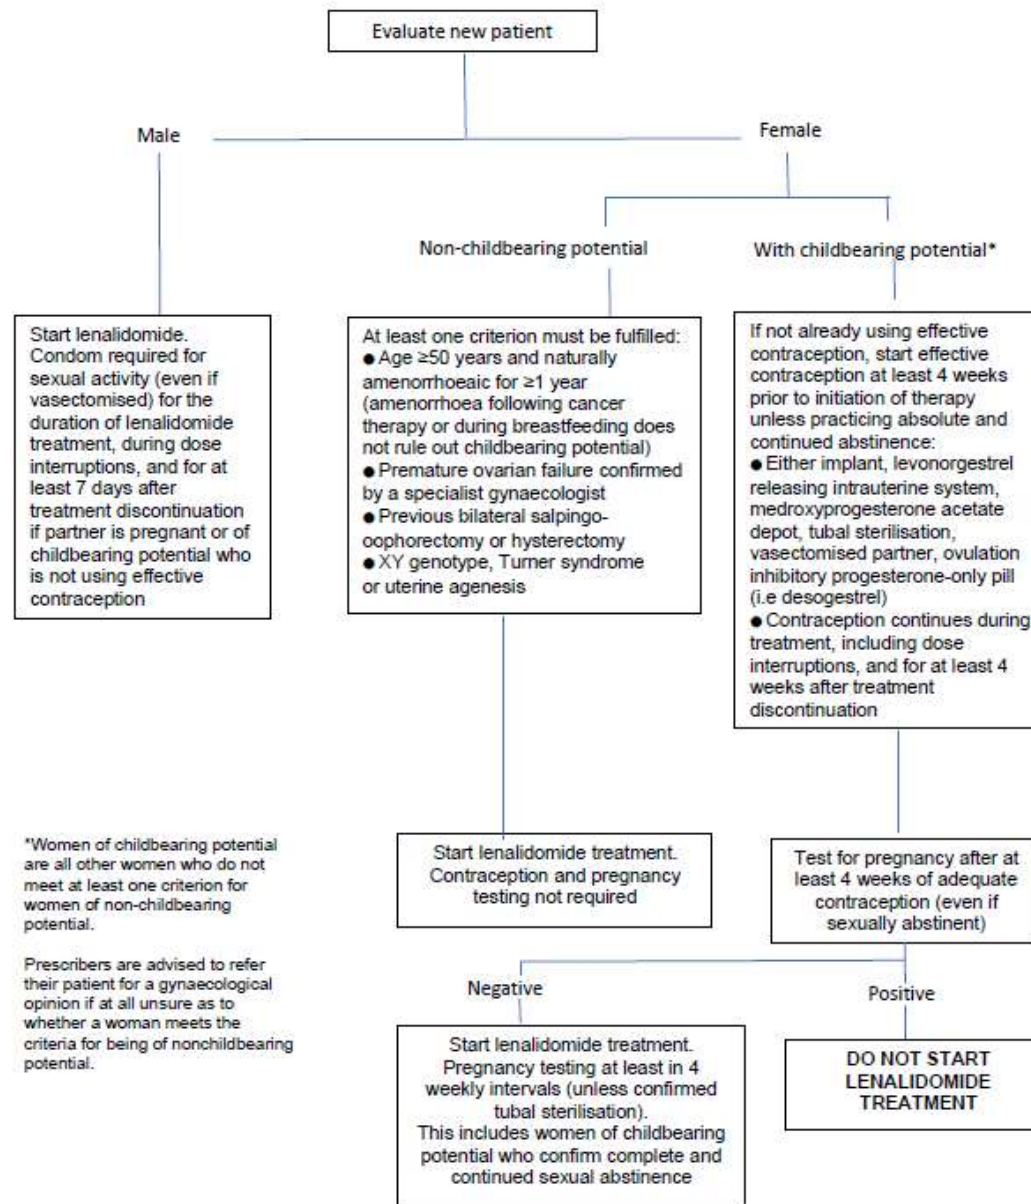 Evaluate new patient
Male
Female
Non-childbearing potential
With childbearing potential*
Start lenalidomide.
Condom required for
sexual activity (even if
vasectomised) for the
duration of lenalidomide
treatment, during dose
interruptions, and for at
least 7 days after
treatment discontinuation
if partner is pregnant or of
childbearing potential who
is not using effective
contraception
At least one criterion must be fulfilled:
● Age ≥50 years and naturally
amenorrhoeaic for ≥1 year
(amenorrhoea following cancer
therapy or during breastfeeding does
not rule out childbearing potential)
● Premature ovarian failure confirmed
by a specialist gynaecologist
● Previous bilateral salpingo-
oophorectomy or hysterectomy
● XY genotype, Turner syndrome
or uterine agenesis
If not already using effective
contraception, start effective
contraception at least 4 weeks
prior to initiation of therapy
unless practicing absolute and
continued abstinence:
● Either implant, levonorgestrel
releasing intrauterine system,
medroxyprogesterone acetate
depot, tubal sterilisation,
vasectomised partner, ovulation
inhibitory progesterone-only pill
(i.e desogestrel)
● Contraception continues during
treatment, including dose
interruptions, and for at least 4
weeks after treatment
discontinuation
*Women of childbearing potential
are all other women who do not
meet at least one criterion for
women of non-childbearing
potential.
Prescribers are advised to refer
their patient for a gynaecological
opinion if at all unsure as to
whether a woman meets the
criteria for being of nonchildbearing
potential.
Start lenalidomide treatment.
Contraception and pregnancy
testing not required
Test for pregnancy after at
least 4 weeks of adequate
contraception (even if
sexually abstinent)
Negative
Positive
Start lenalidomide treatment.
Pregnancy testing at least in 4
weekly intervals (unless confirmed
tubal sterilisation).
This includes women of childbearing
potential who confirm complete and
continued sexual abstinence
DO NOT START
LENALIDOMIDE
TREATMENT